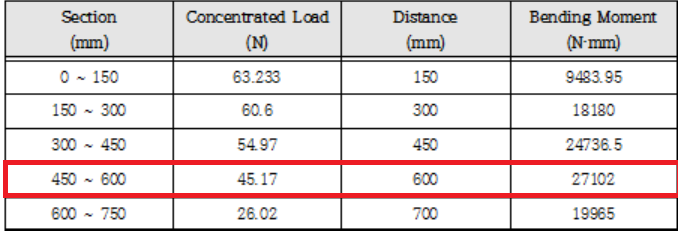 Section Concentrated Load Distance Bending Moment
(mm) (N) (mm) (N·mm)
0 ~ 150 63.233 150 9483.95
150 ~ 300 60.6 300 18180
300 ~ 450 54.97 450 24736.5
450 ~ 600 45.17 600 27102
600 ~ 750 26.02 700 19965